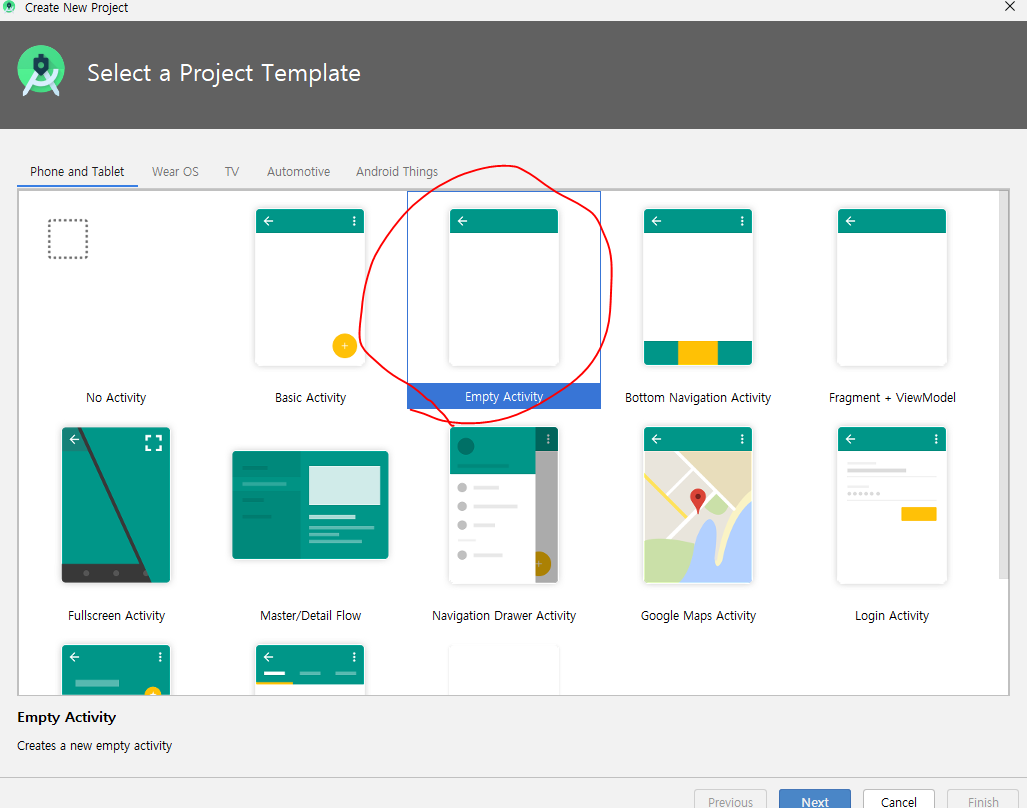 Create New Project
Select a Project Template
Phone and Tablet Wear OS TV Automotive Android Things
No Activity Basic Activity Empty Activity Bottom Navigation Activity Fragment + ViewModel
Fullscreen Activity Master/Detail Flow Navigation Drawer Activity Google Maps Activity Login Activity
Empty Activity
Creates a new empty activity
Previous Next Cancel Finish